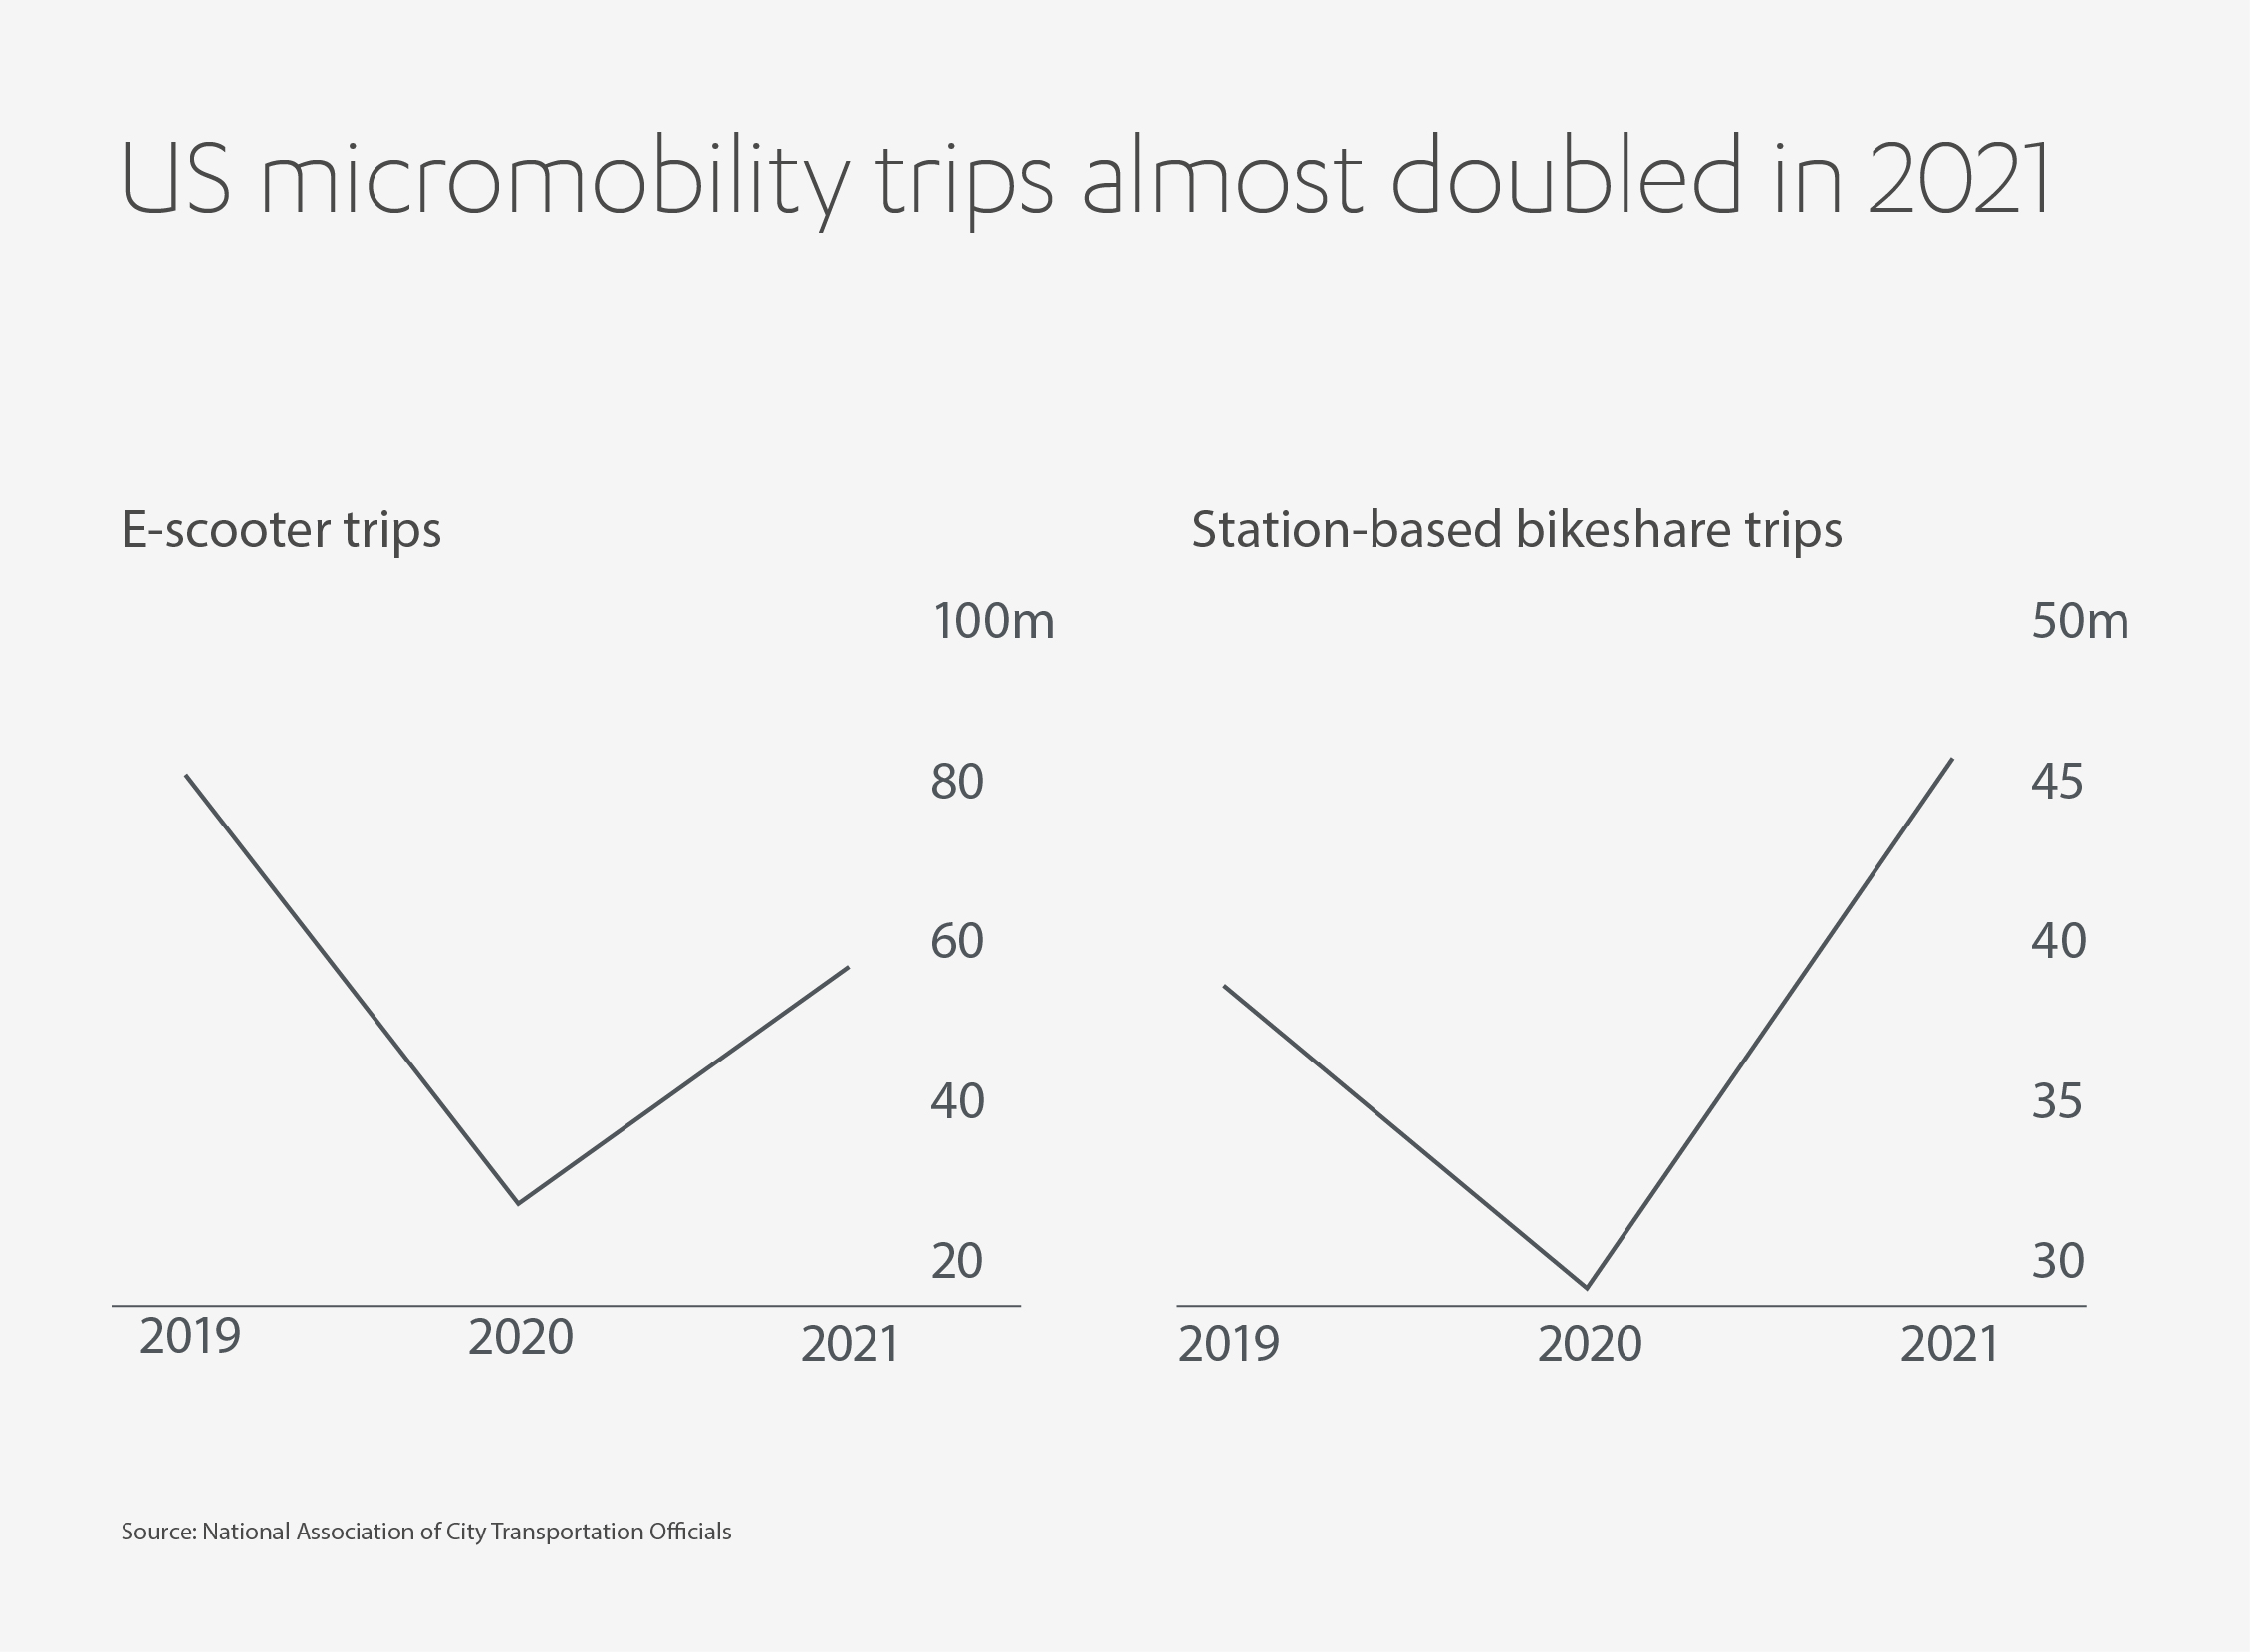 US micromobility trips almost doubled in 2021
E-scooter trips
100m
80
60
40
20
2019 2020 2021
Station-based bikeshare trips
50m
45
40
35
30
2019 2020 2021
Source: National Association of City Transportation Officials